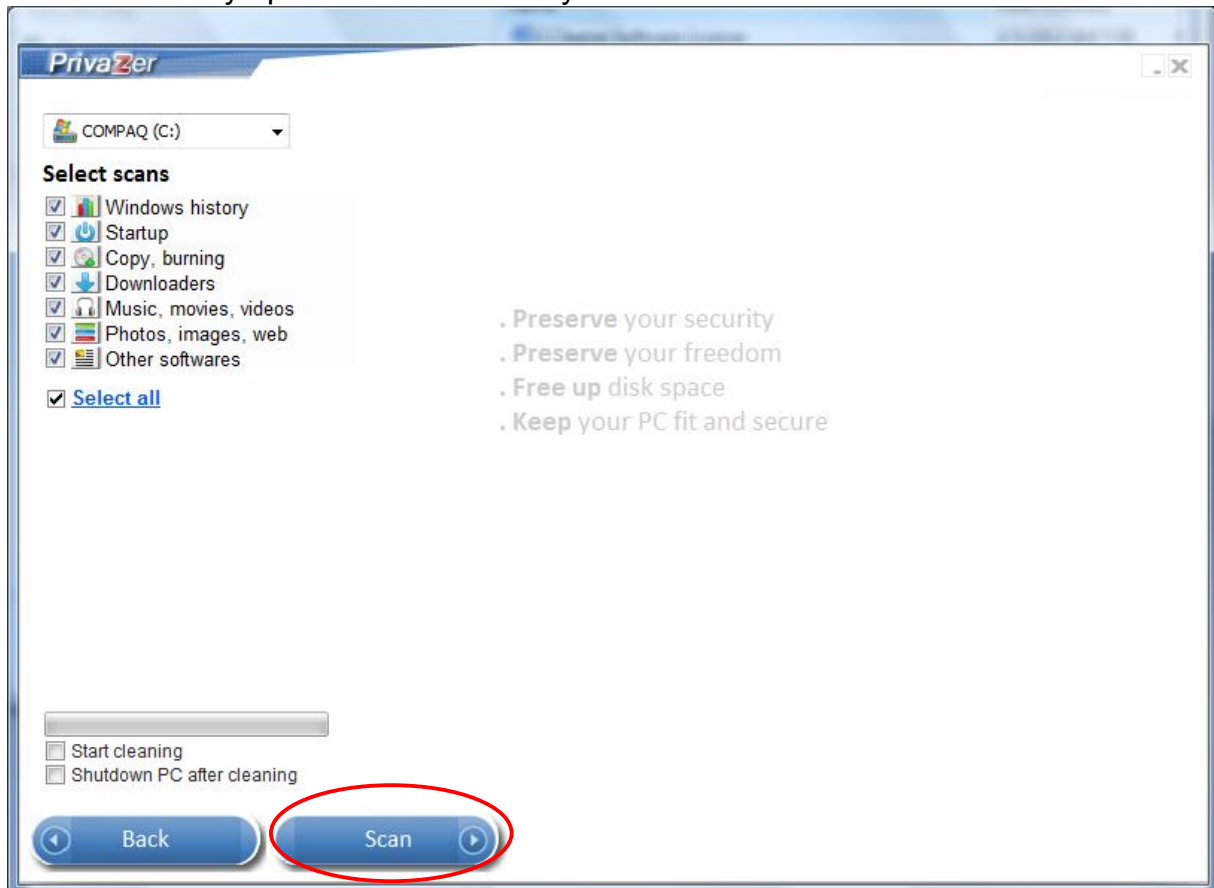 PrivaZer
COMPAQ (C:)
Select scans
Windows history
Startup
Copy, burning
Downloaders
Music, movies, videos
Photos, images, web
Other softwares
Select all
. Preserve your security
. Preserve your freedom
. Free up disk space
. Keep your PC fit and secure
Start cleaning
Shutdown PC after cleaning
Back
Scan